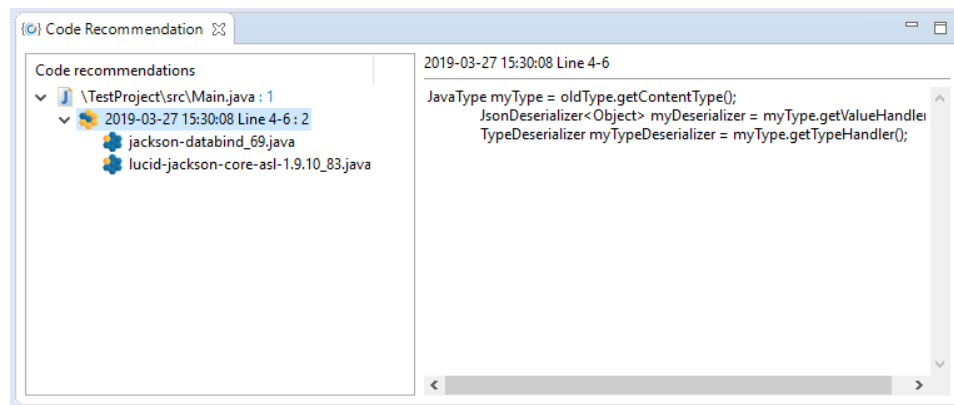 Code Recommendation
Code recommendations
\TestProject\src\Main.java : 1
2019-03-27 15:30:08 Line 4-6 : 2
jackson-databind_69.java
lucid-jackson-core-asl-1.9.10_83.java
2019-03-27 15:30:08 Line 4-6
JavaType myType = oldType.getContentType();
JsonDeserializer<Object> myDeserializer = myType.getValueHandler
TypeDeserializer myTypeDeserializer = myType.getTypeHandler();